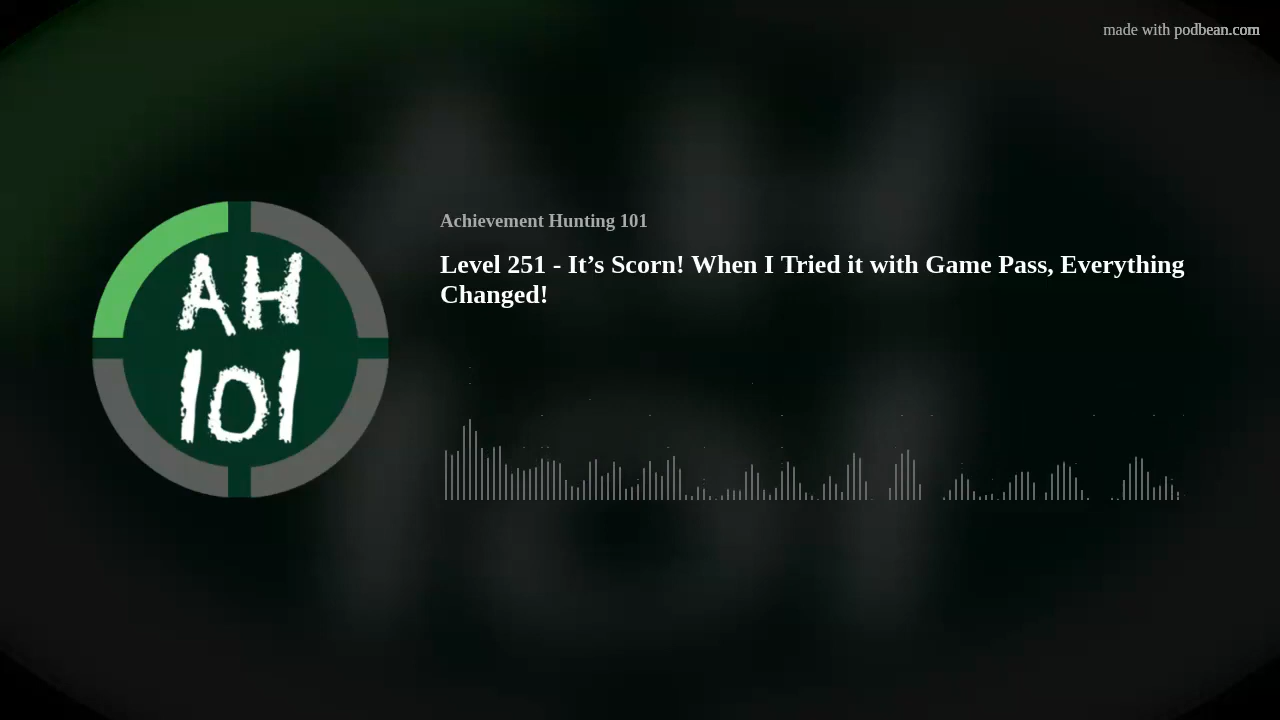 made with podbean.com
Achievement Hunting 101
Level 251 - It’s Scorn! When I Tried it with Game Pass, Everything
Changed!
AH
101